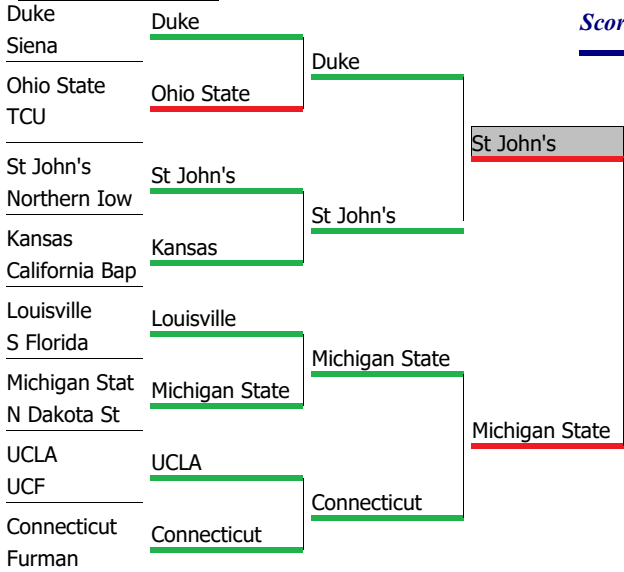 Duke
Siena
Ohio State
TCU
St John's
Northern Iow
Kansas
California Bap
Louisville
S Florida
Michigan Stat
N Dakota St
UCLA
UCF
Connecticut
Furman
Duke
Ohio State
St John's
Kansas
Louisville
Michigan State
UCLA
Connecticut
Duke
St John's
Michigan State
Connecticut
St John's
Michigan State
Scor